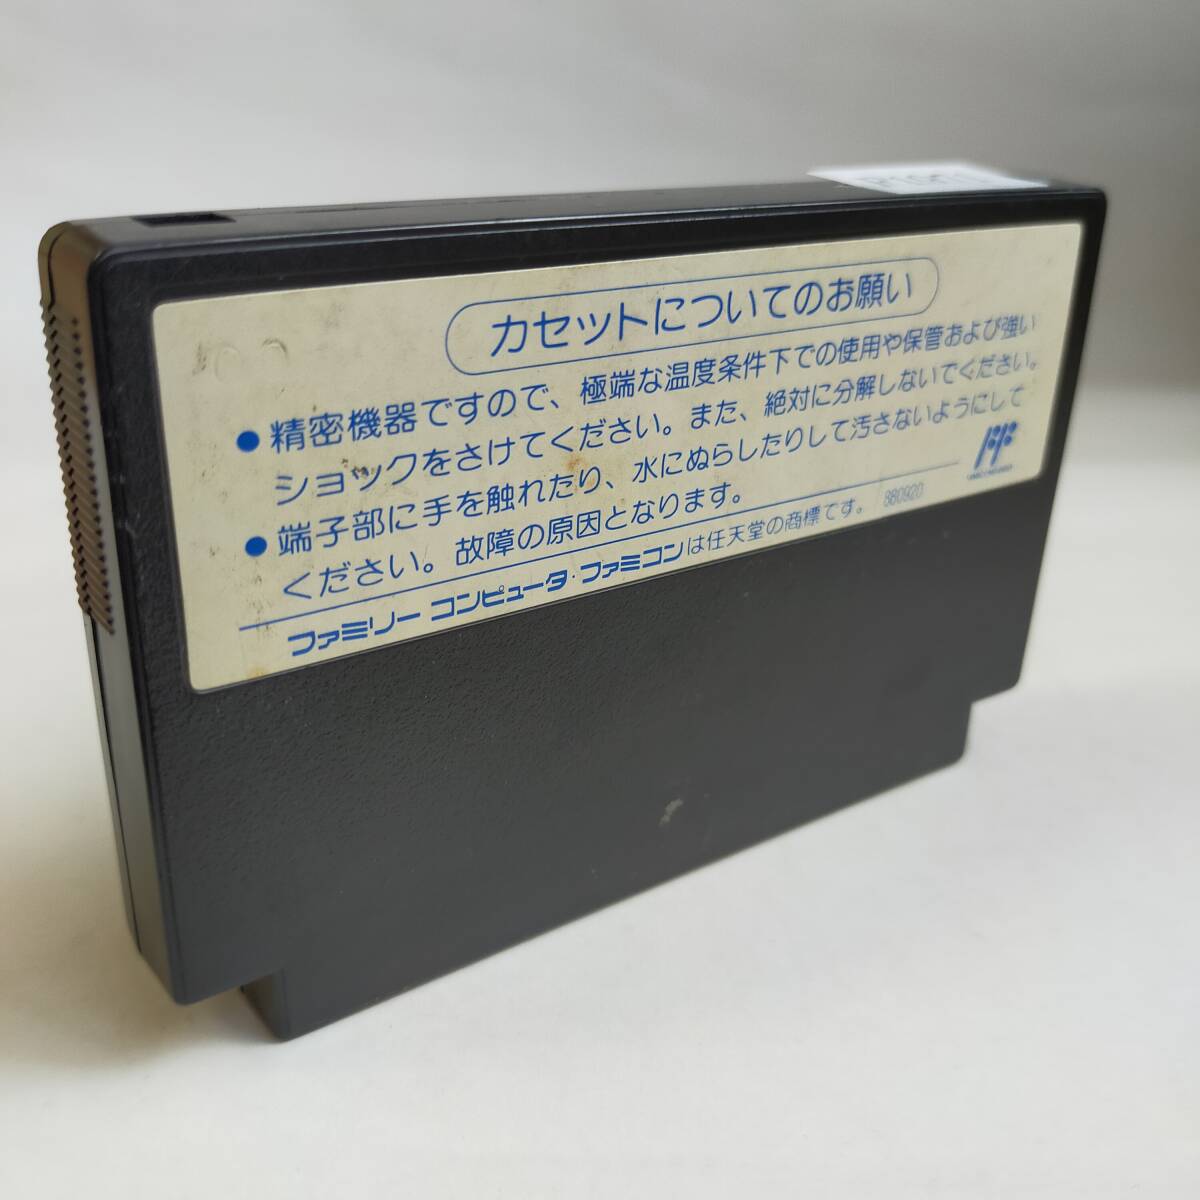 カセットについてのお願い
●精密機器ですので、極端な温度条件下での使用や保管および強い
ショックをさけてください。また、絶対に分解しないでください。
●端子部に手を触れたり、水にぬらしたりして汚さないようにして
ください。故障の原因となります。
ファミリーコンピュータ・ファミコンは任天堂の商標です。 880920